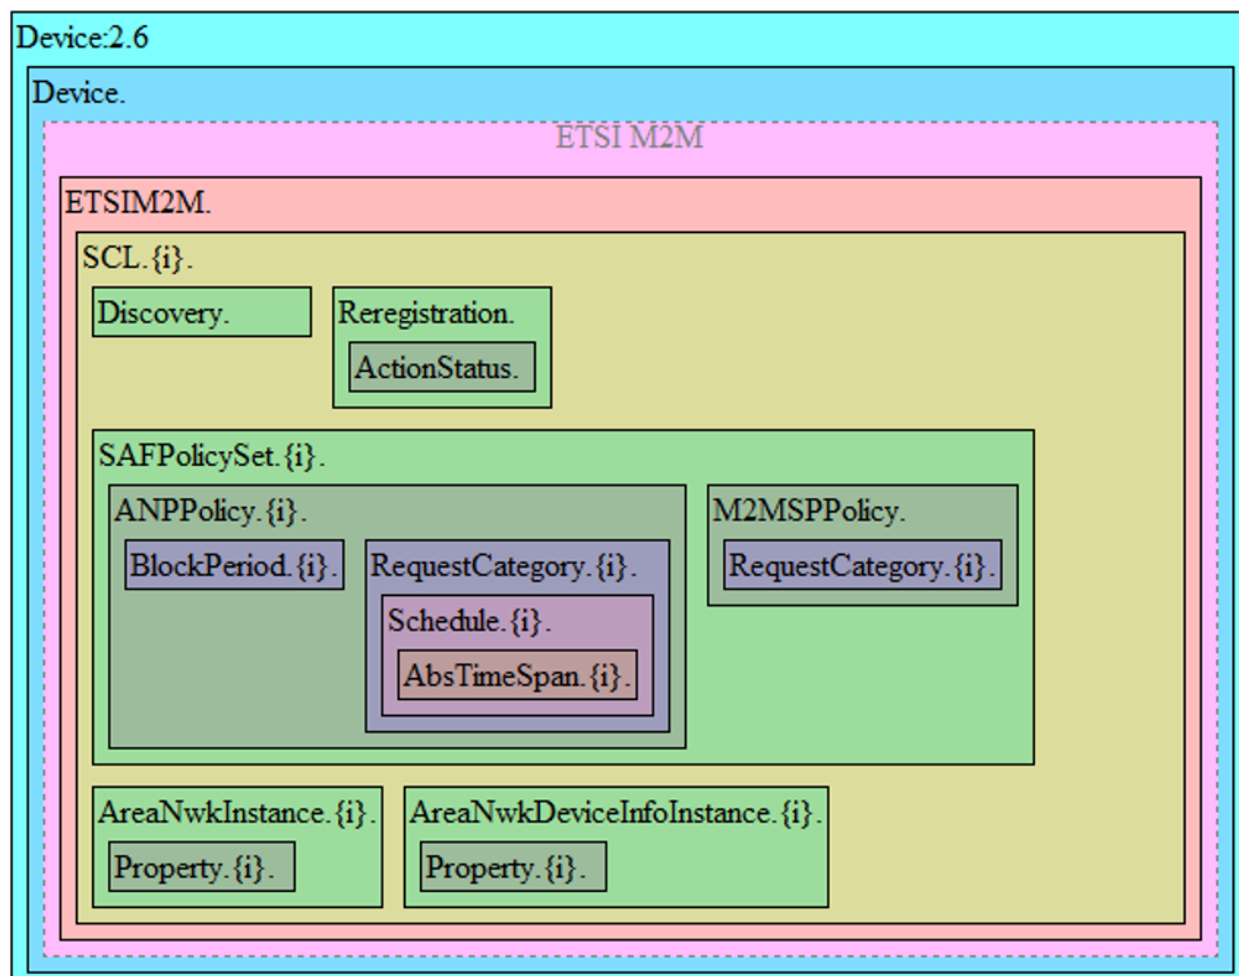 Device:2.6
Device.
ETSI M2M
ETSIM2M.
SCL.{i}.
Discovery.
Reregistration.
ActionStatus.
SAFPolicySet.{i}.
ANPPolicy.{i}.
M2MSPPolicy.
BlockPeriod.{i}.
RequestCategory.{i}.
RequestCategory.{i}.
Schedule.{i}.
AbsTimeSpan.{i}.
AreaNwkInstance.{i}.
AreaNwkDeviceInfoInstance.{i}.
Property.{i}.
Property.{i}.